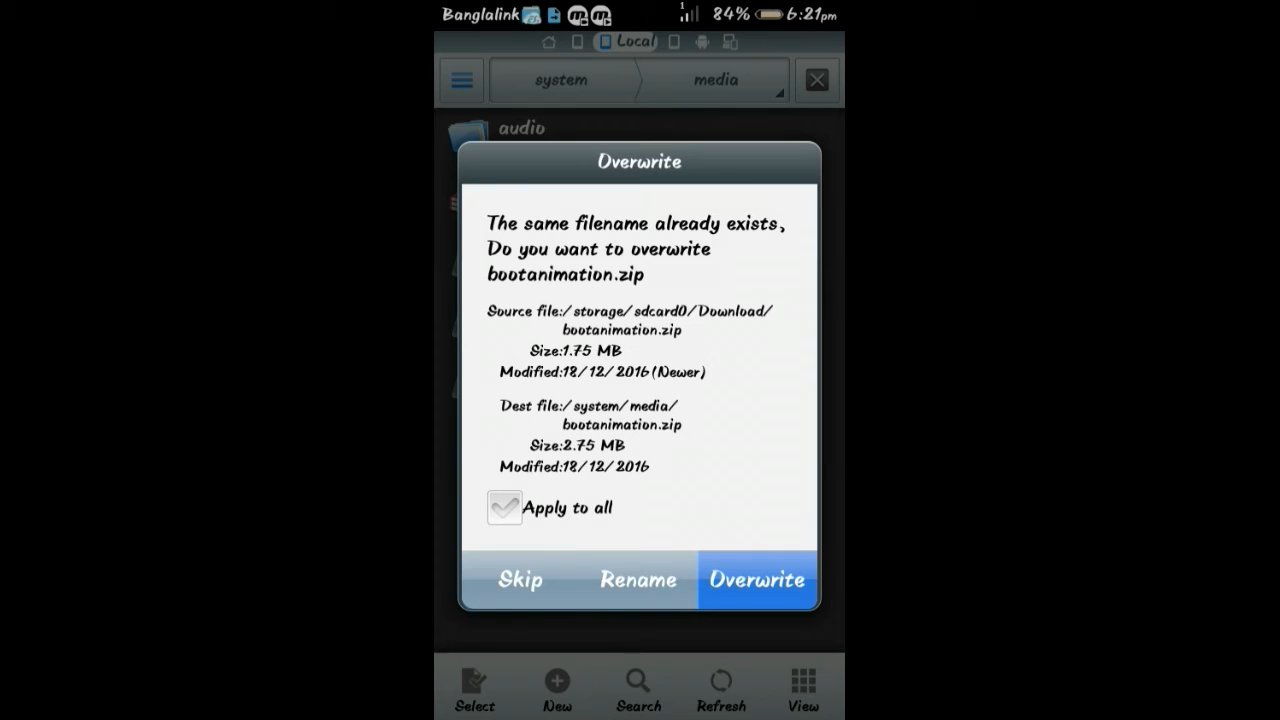 Banglalink 1 84% 6:21pm
Local
system media
audio
Overwrite
The same filename already exists,
Do you want to overwrite
bootanimation.zip
Source file:/storage/sdcard0/Download/
bootanimation.zip
Size:1.75 MB
Modified:18/12/2016(Newer)
Dest file:/system/media/
bootanimation.zip
Size:2.75 MB
Modified:18/12/2016
Apply to all
Skip Rename Overwrite
Select New Search Refresh View